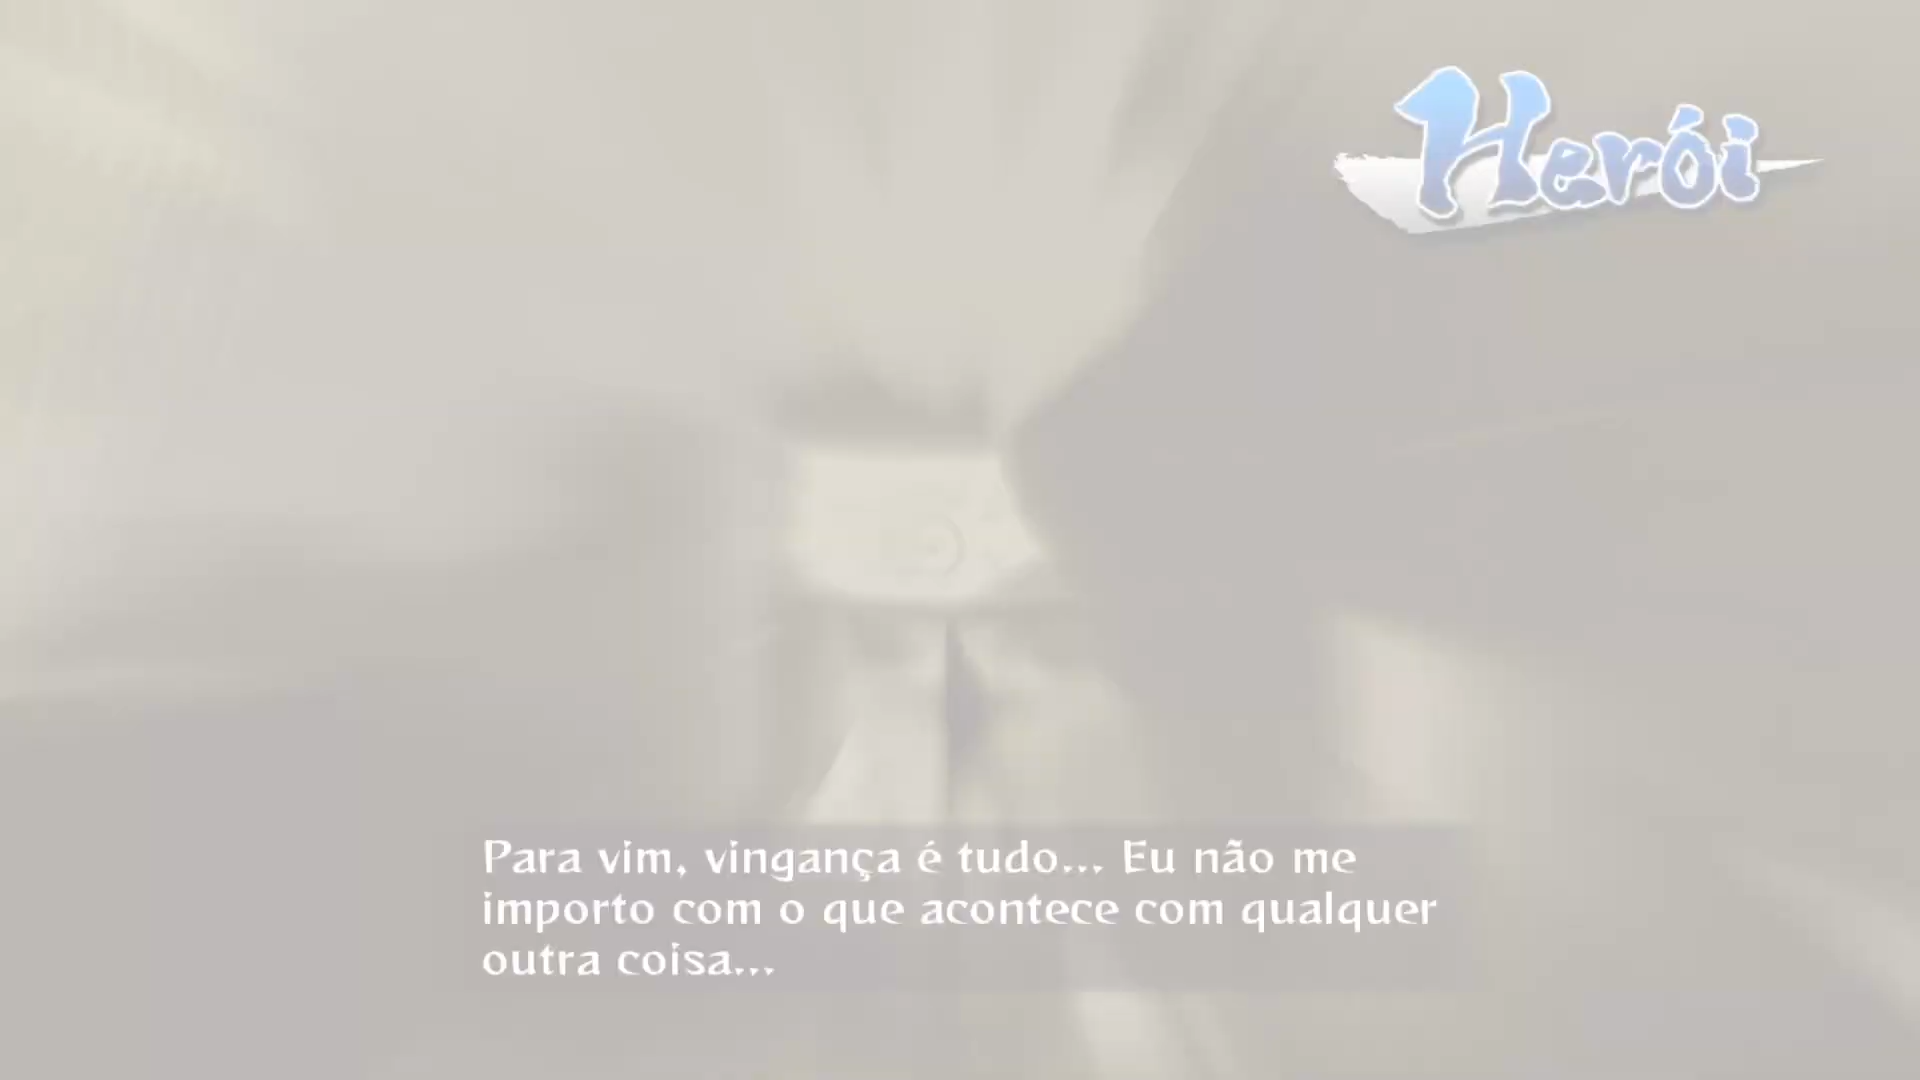 Herói
Para vim, vingança é tudo... Eu não me
importo com o que acontece com qualquer
outra coisa...